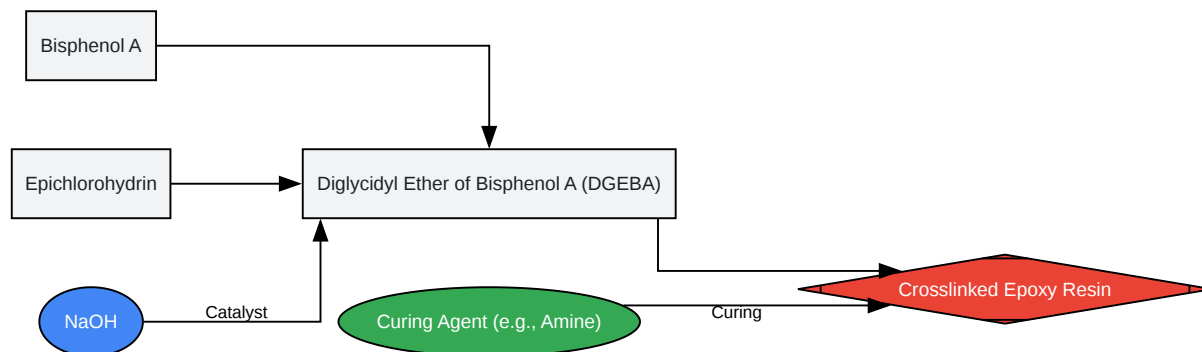 Bisphenol A
Epichlorohydrin
Diglycidyl Ether of Bisphenol A (DGEBA)
Crosslinked Epoxy Resin
NaOH
Catalyst
Curing Agent (e.g., Amine)
Curing